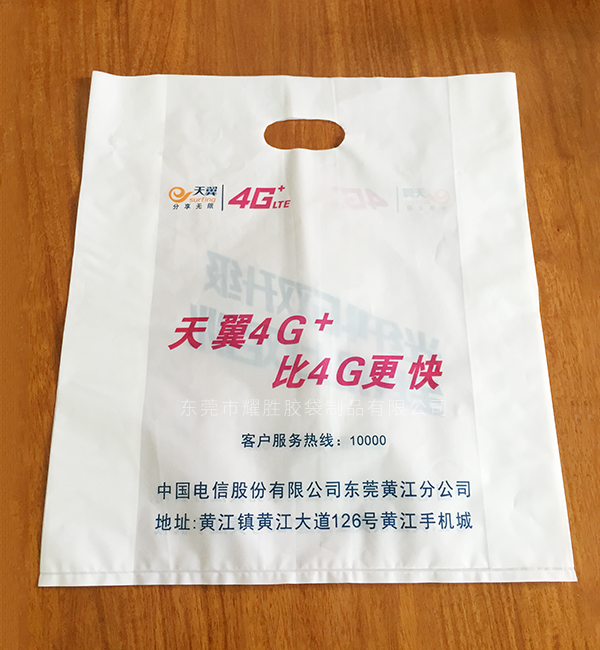 天翼
surfing
分享无限
4G+
LTE
天翼4G+
比4G更快
东莞市耀胜胶袋制品有限公司
客户服务热线：10000
中国电信股份有限公司东莞黄江分公司
地址:黄江镇黄江大道126号黄江手机城